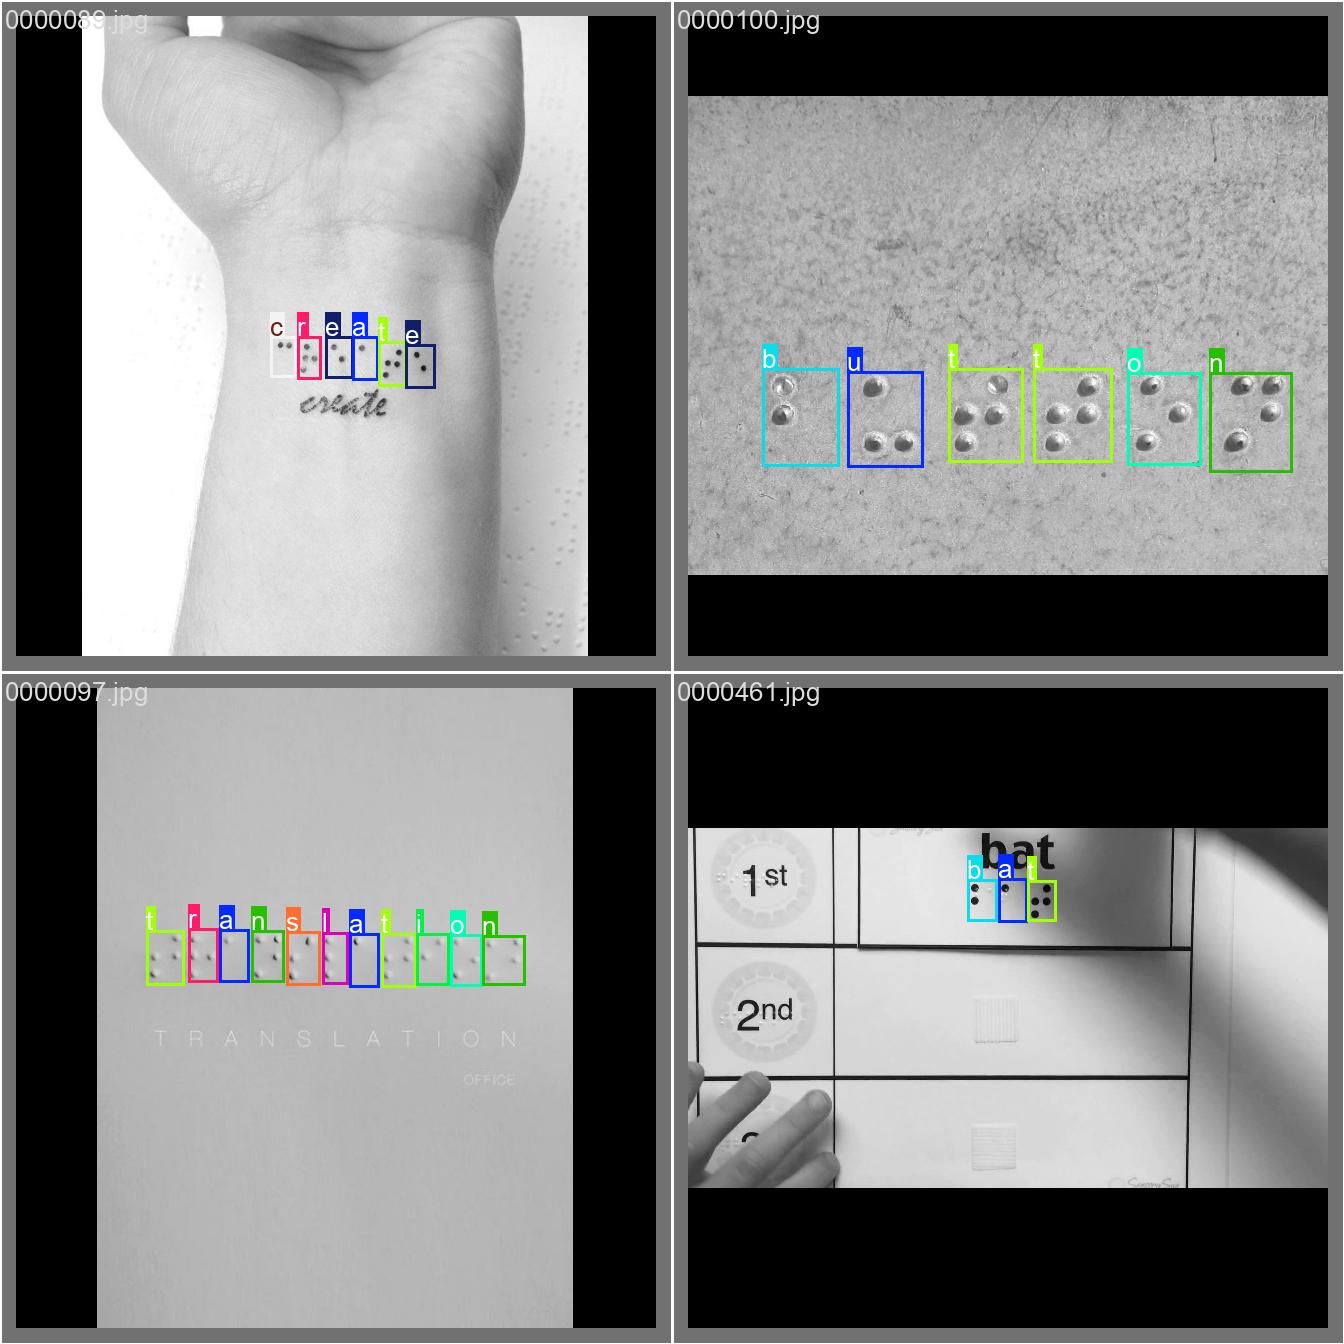 0000089.jpg
c r e a t e
create
0000100.jpg
b u t t o n
0000097.jpg
t r a n s l a t i o n
TRANSLATION
OFFICE
0000461.jpg
bat
b a t
1st
2nd